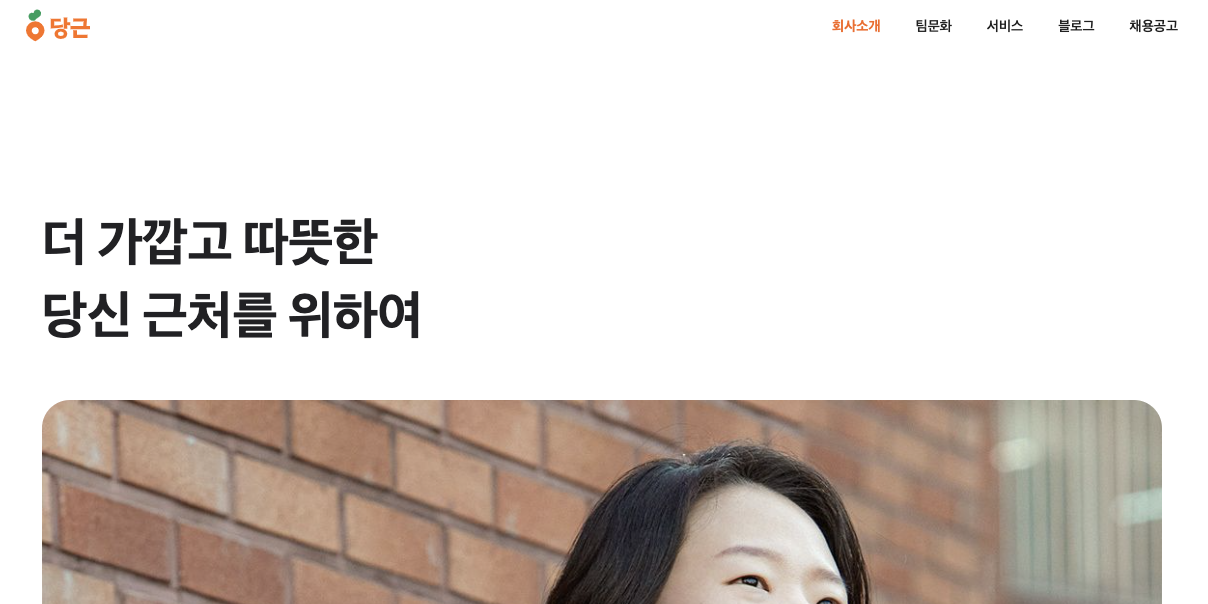 당근
회사소개 팀문화 서비스 블로그 채용공고
더 가깝고 따뜻한
당신 근처를 위하여